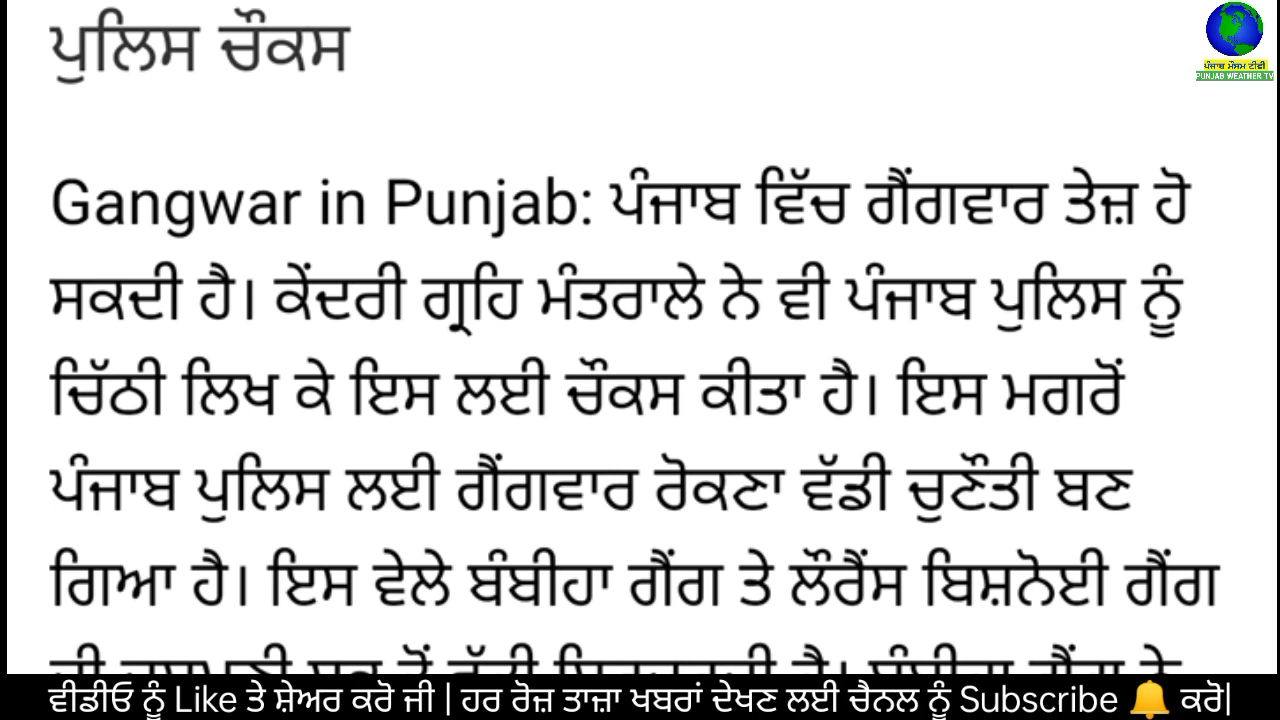 ਪੁਲਿਸ ਚੌਕਸ
ਪੰਜਾਬ ਮੌਸਮ ਟੀਵੀ
PUNJAB WEATHER TV
Gangwar in Punjab: ਪੰਜਾਬ ਵਿੱਚ ਗੈਂਗਵਾਰ ਤੇਜ਼ ਹੋ
ਸਕਦੀ ਹੈ। ਕੇਂਦਰੀ ਗ੍ਰਹਿ ਮੰਤਰਾਲੇ ਨੇ ਵੀ ਪੰਜਾਬ ਪੁਲਿਸ ਨੂੰ
ਚਿੱਠੀ ਲਿਖ ਕੇ ਇਸ ਲਈ ਚੌਕਸ ਕੀਤਾ ਹੈ। ਇਸ ਮਗਰੋਂ
ਪੰਜਾਬ ਪੁਲਿਸ ਲਈ ਗੈਂਗਵਾਰ ਰੋਕਣਾ ਵੱਡੀ ਚੁਣੌਤੀ ਬਣ
ਗਿਆ ਹੈ। ਇਸ ਵੇਲੇ ਬੰਬੀਹਾ ਗੈਂਗ ਤੇ ਲੌਰੈਂਸ ਬਿਸ਼ਨੋਈ ਗੈਂਗ
ਵੀਡੀਓ ਨੂੰ Like ਤੇ ਸ਼ੇਅਰ ਕਰੋ ਜੀ | ਹਰ ਰੋਜ਼ ਤਾਜ਼ਾ ਖਬਰਾਂ ਦੇਖਣ ਲਈ ਚੈਨਲ ਨੂੰ Subscribe 🔔 ਕਰੋ|